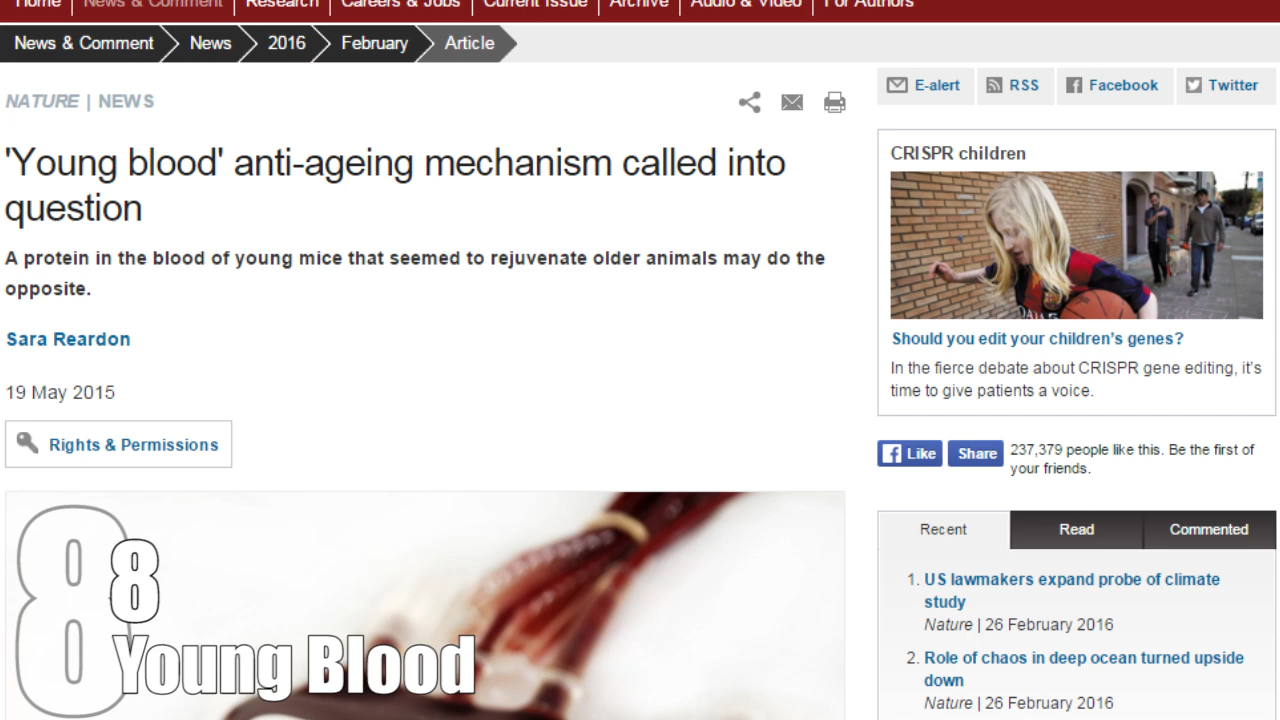 Home News & Comment Research Careers & Jobs Current Issue Archive Audio & Video For Authors
News & Comment News 2016 February Article
E-alert RSS Facebook Twitter
NATURE | NEWS
'Young blood' anti-ageing mechanism called into
question
A protein in the blood of young mice that seemed to rejuvenate older animals may do the
opposite.
Sara Reardon
19 May 2015
Rights & Permissions
8
8
Young Blood
CRISPR children
Should you edit your children's genes?
In the fierce debate about CRISPR gene editing, it's
time to give patients a voice.
Like Share 237,379 people like this. Be the first of
your friends.
Recent Read Commented
1. US lawmakers expand probe of climate
study
Nature | 26 February 2016
2. Role of chaos in deep ocean turned upside
down
Nature | 26 February 2016